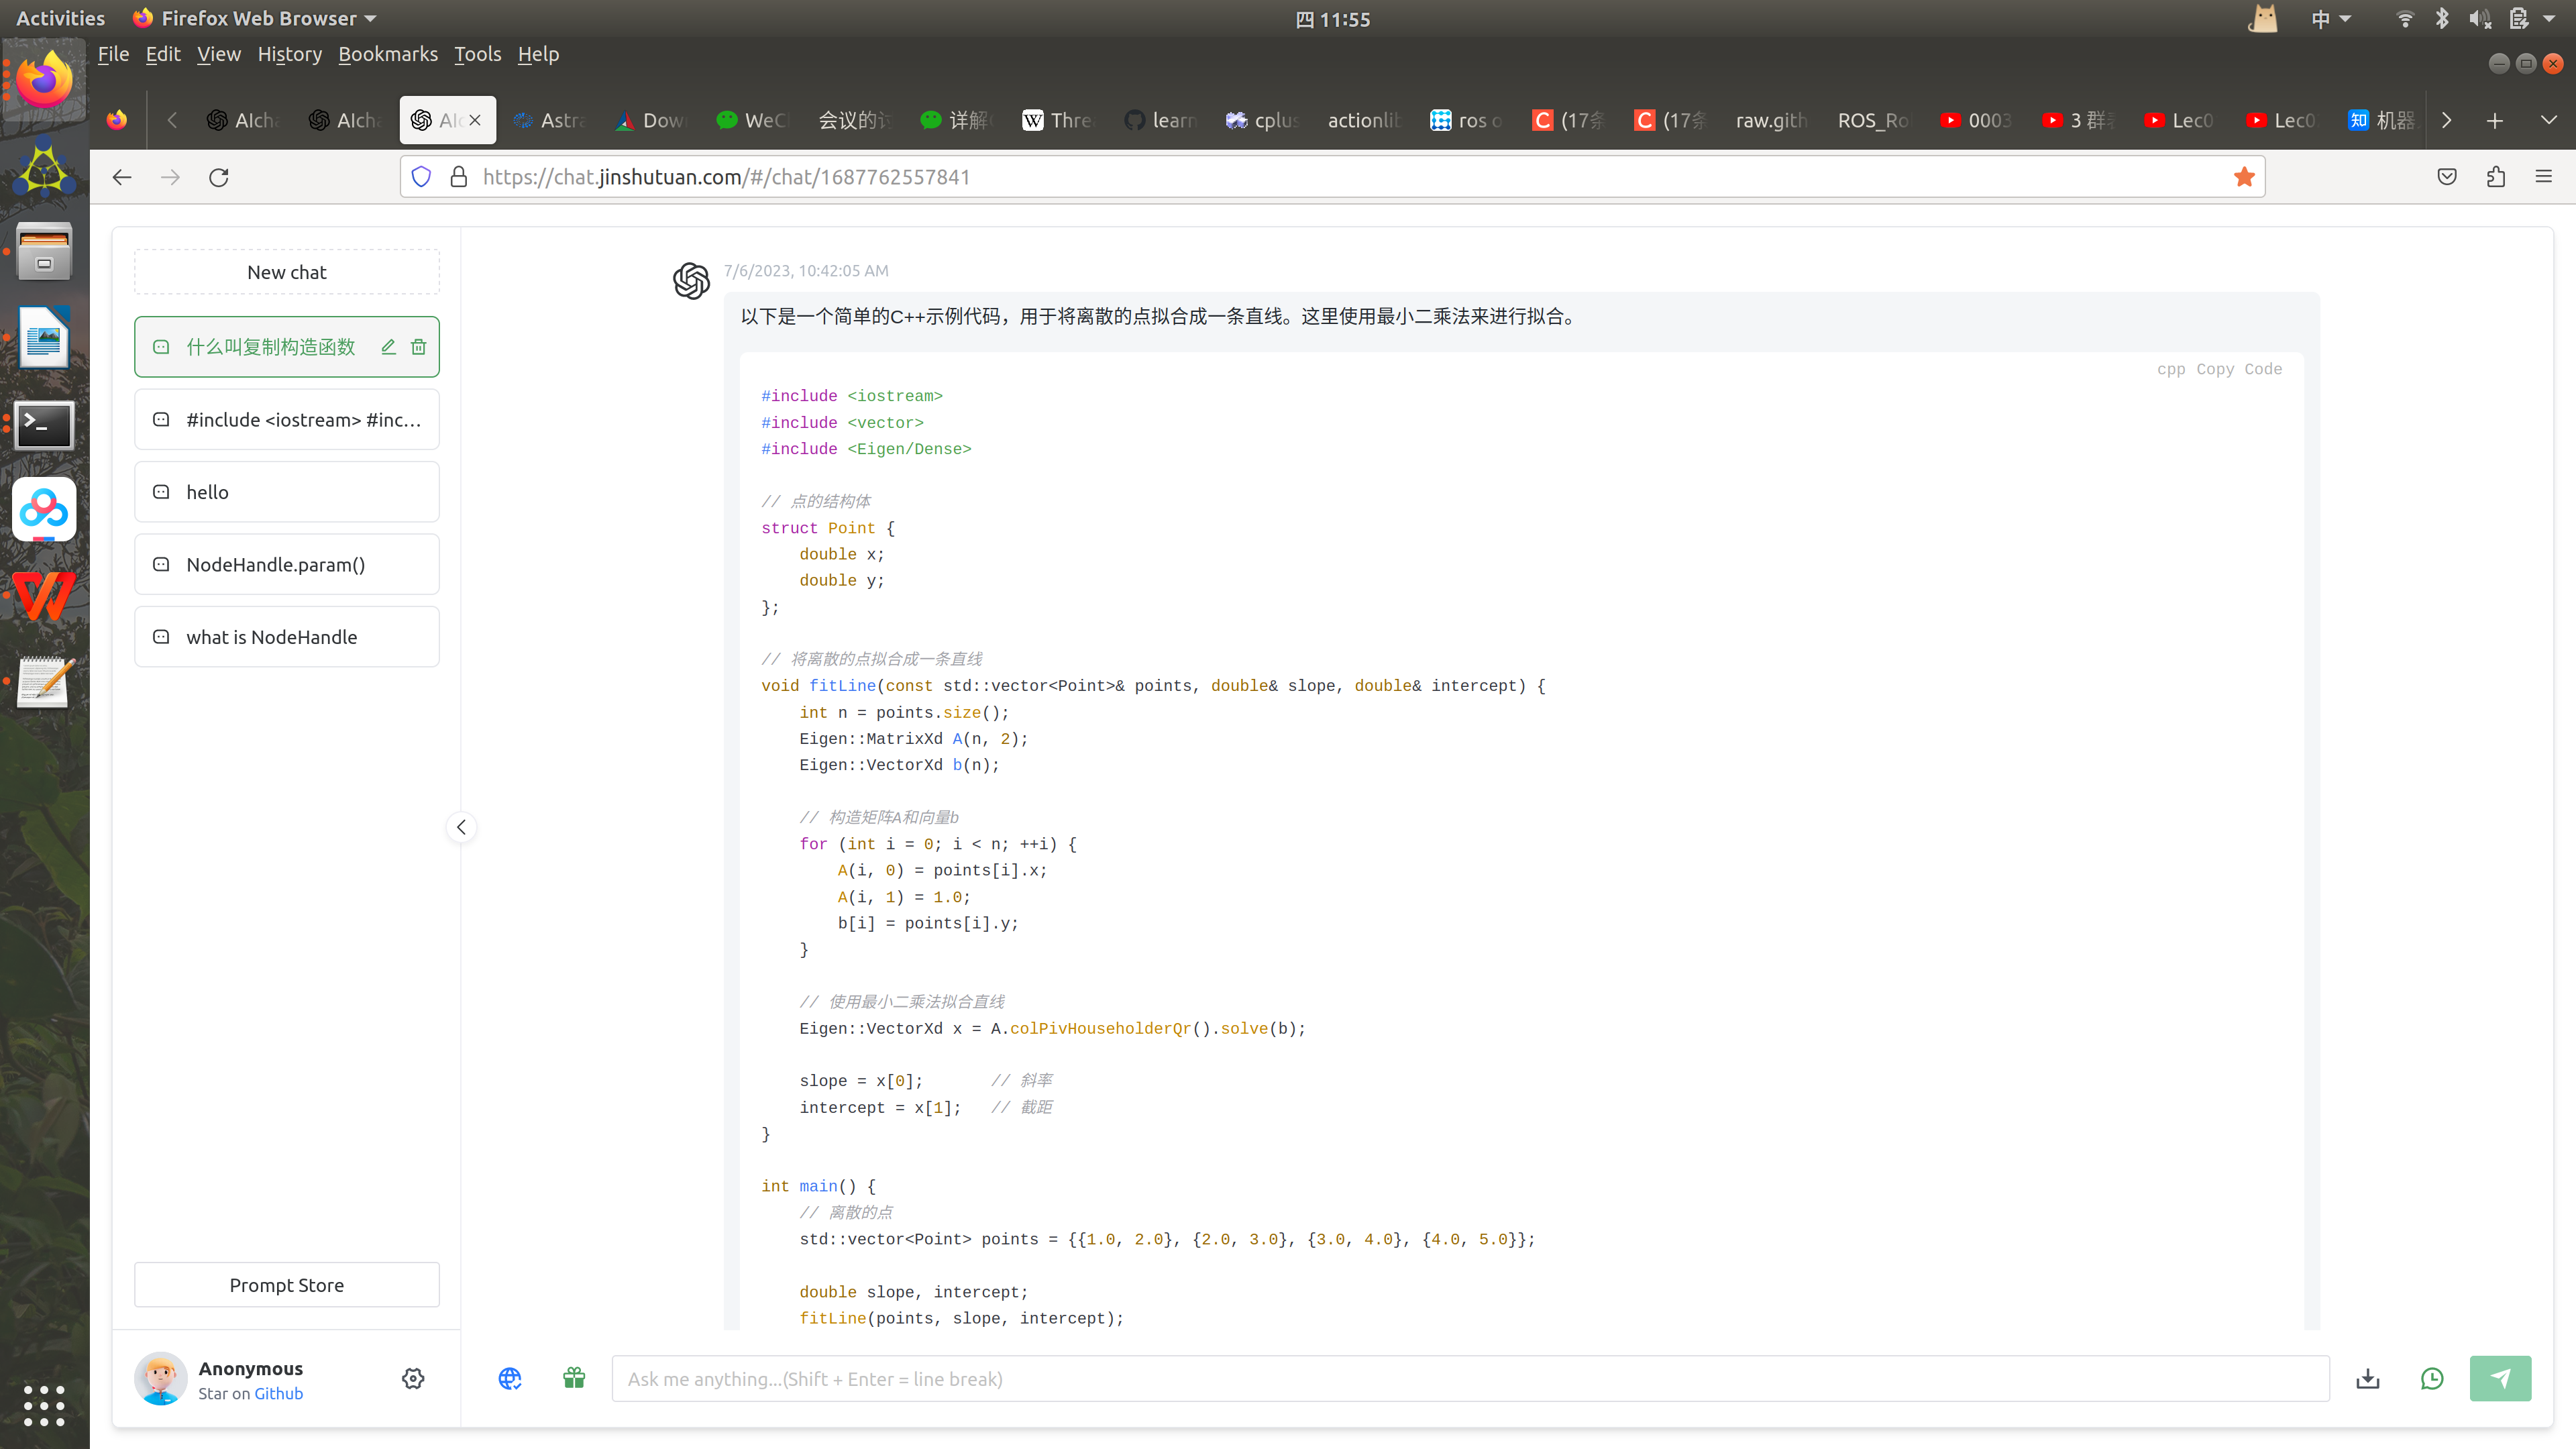 Activities
Firefox Web Browser
四 11:55
中
File Edit View History Bookmarks Tools Help
AIcha
AIcha
AIc
Astra
Down
WeC
会议的讨
详解
Thre
learn
cplus
actionlib
ros o
(17条
(17条
raw.gith
ROS_Ro
0003
3 群
Lec0
Lec0
知 机器
https://chat.jinshutuan.com/#/chat/1687762557841
New chat
什么叫复制构造函数
#include <iostream> #inc...
hello
NodeHandle.param()
what is NodeHandle
Prompt Store
Anonymous
Star on Github
7/6/2023, 10:42:05 AM
以下是一个简单的C++示例代码，用于将离散的点拟合成一条直线。这里使用最小二乘法来进行拟合。
cpp Copy Code
#include <iostream>
#include <vector>
#include <Eigen/Dense>
// 点的结构体
struct Point {
    double x;
    double y;
};
// 将离散的点拟合成一条直线
void fitLine(const std::vector<Point>& points, double& slope, double& intercept) {
    int n = points.size();
    Eigen::MatrixXd A(n, 2);
    Eigen::VectorXd b(n);
    // 构造矩阵A和向量b
    for (int i = 0; i < n; ++i) {
        A(i, 0) = points[i].x;
        A(i, 1) = 1.0;
        b[i] = points[i].y;
    }
    // 使用最小二乘法拟合直线
    Eigen::VectorXd x = A.colPivHouseholderQr().solve(b);
    slope = x[0];       // 斜率
    intercept = x[1];   // 截距
}
int main() {
    // 离散的点
    std::vector<Point> points = {{1.0, 2.0}, {2.0, 3.0}, {3.0, 4.0}, {4.0, 5.0}};
    double slope, intercept;
    fitLine(points, slope, intercept);
Ask me anything...(Shift + Enter = line break)